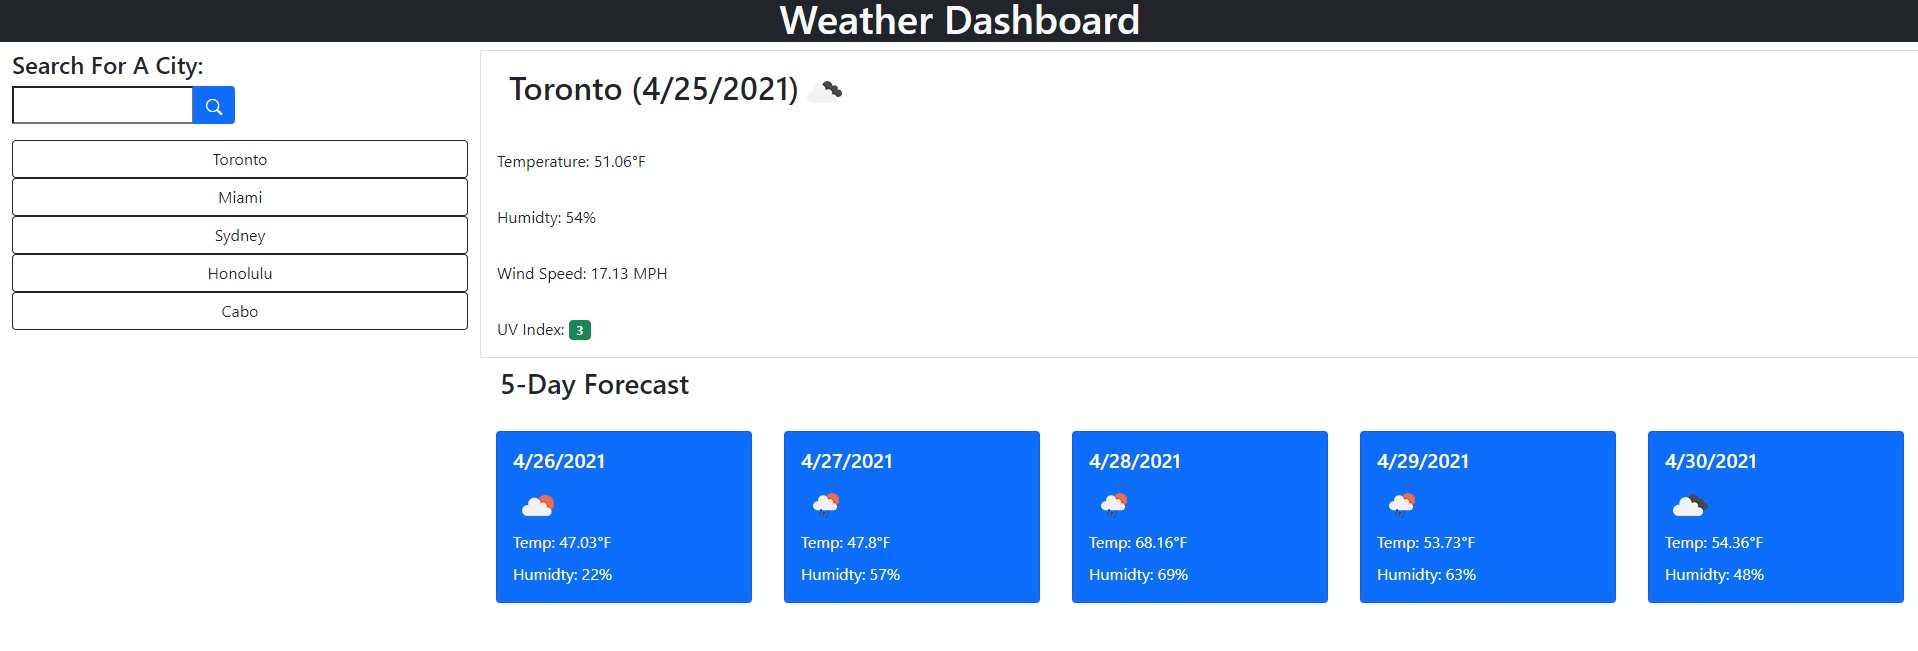 Weather Dashboard
Search For A City:
Toronto
Miami
Sydney
Honolulu
Cabo
Toronto (4/25/2021)
Temperature: 51.06°F
Humidty: 54%
Wind Speed: 17.13 MPH
UV Index: 3
5-Day Forecast
4/26/2021
Temp: 47.03°F
Humidty: 22%
4/27/2021
Temp: 47.8°F
Humidty: 57%
4/28/2021
Temp: 68.16°F
Humidty: 69%
4/29/2021
Temp: 53.73°F
Humidty: 63%
4/30/2021
Temp: 54.36°F
Humidty: 48%